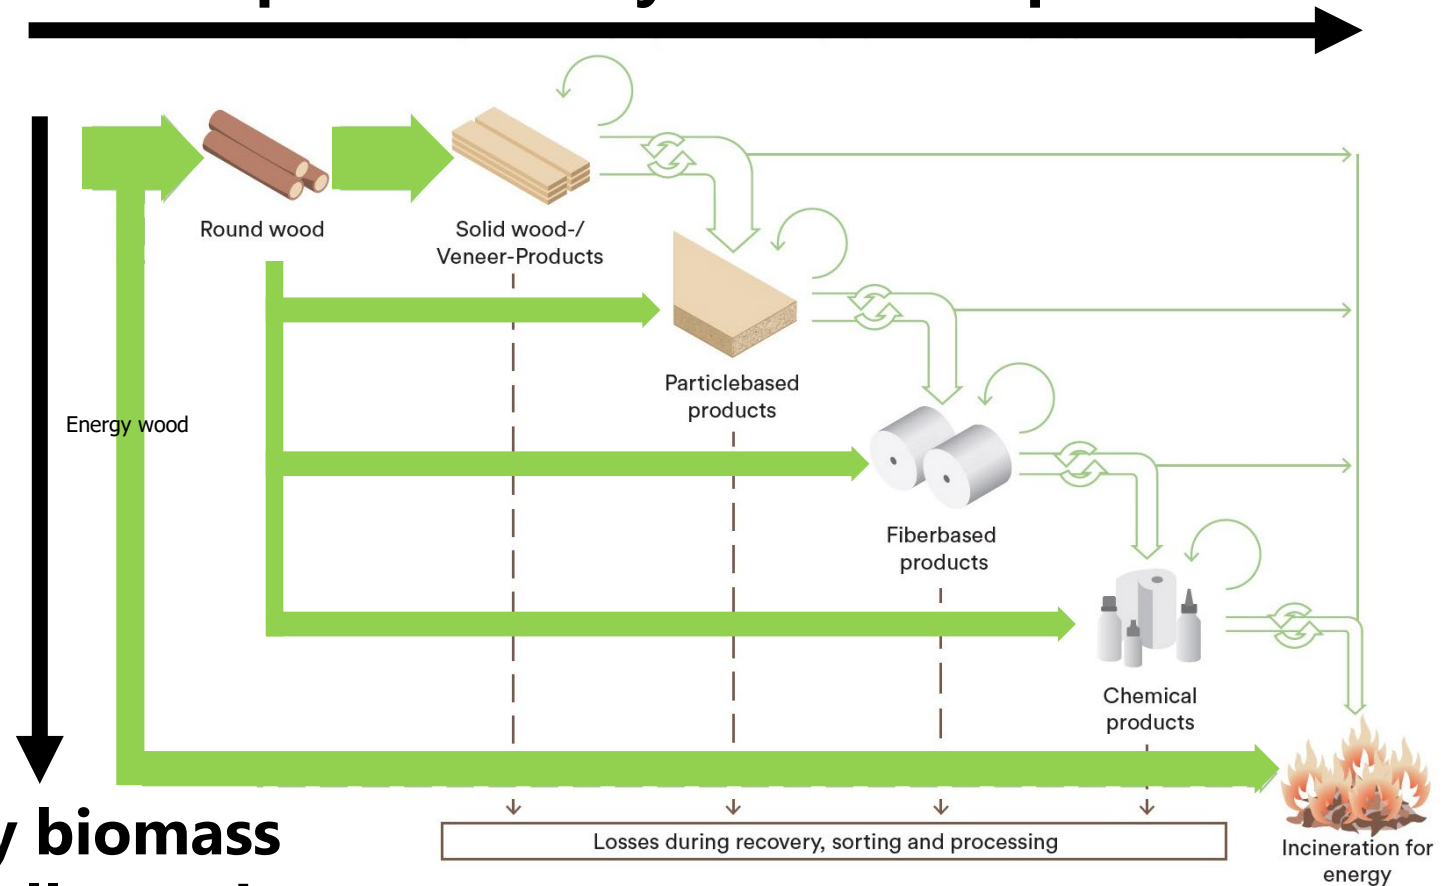 Round wood
Solid wood-/
Veneer-Products
Particlebased
products
Energy wood
Fiberbased
products
Chemical
products
biomass
Losses during recovery, sorting and processing
Incineration for
energy